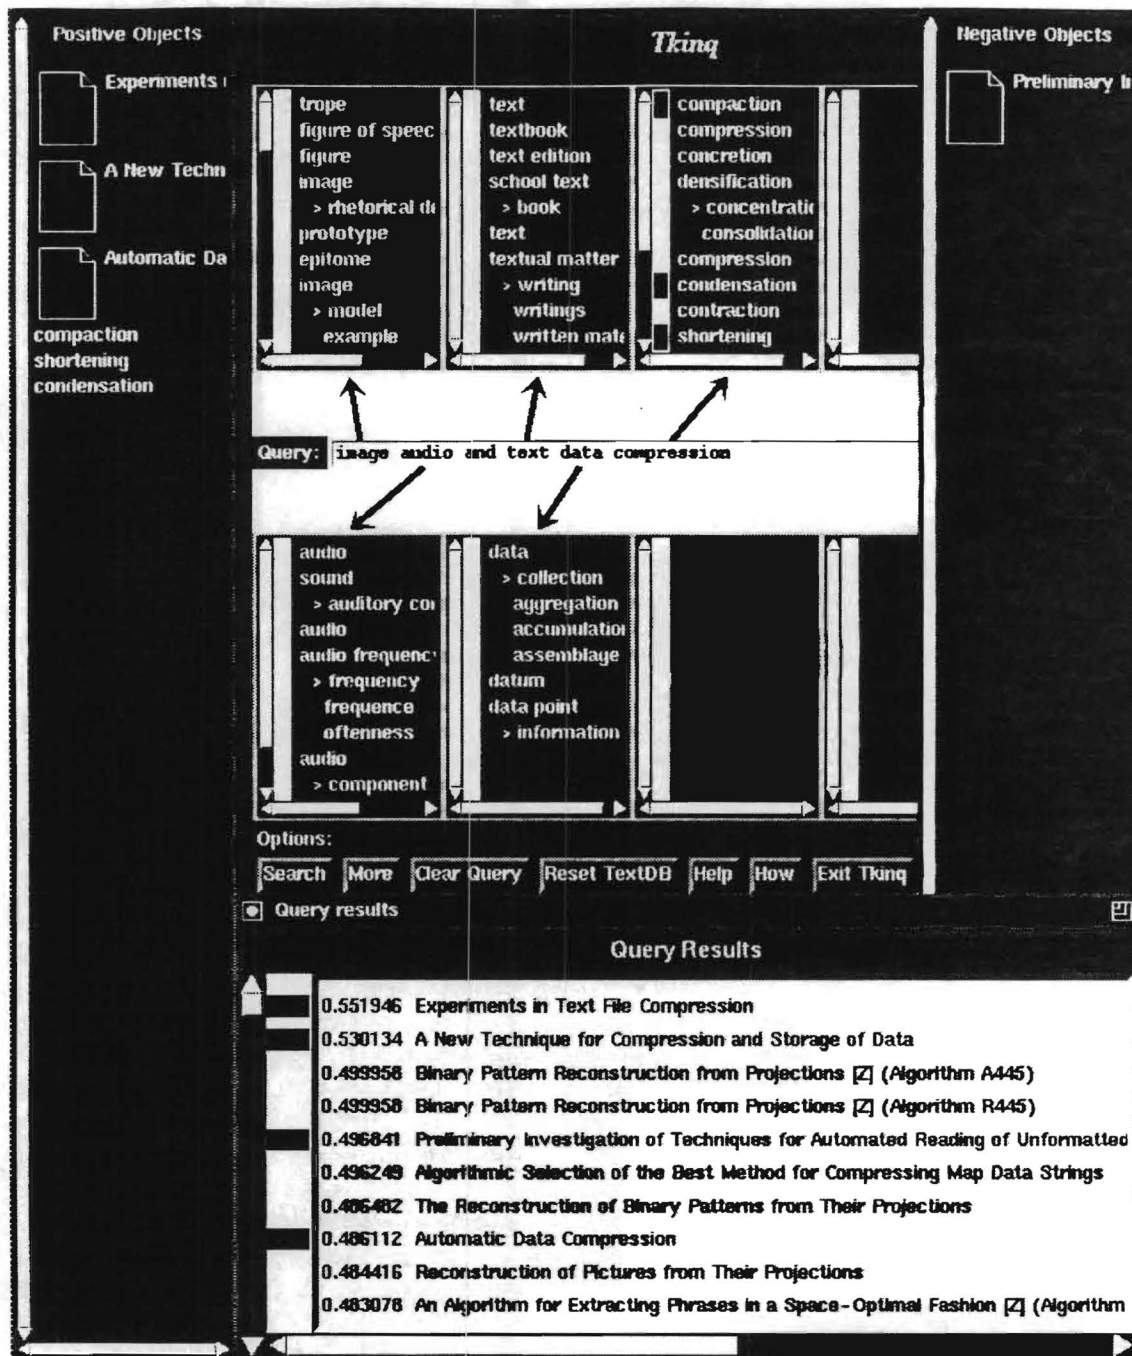 Positive Objects
Experiments
A New Techn
Automatic Da
compaction
shortening
condensation
Tkinq
trope
figure of speec
figure
image
> rhetorical de
prototype
epitome
image
> model
example
text
textbook
text edition
school text
> book
text
textual matter
> writing
writings
written mate
compaction
compression
concretion
densification
> concentratio
consolidation
compression
condensation
contraction
shortening
Negative Objects
Preliminary In
Query: image audio and text data compression
audio
sound
> auditory com
audio
audio frequency
> frequency
frequence
oftenness
audio
> component
data
> collection
aggregation
accumulation
assemblage
datum
data point
> information
Options:
Search More Clear Query Reset TextDB Help How Exit Tkinq
Query results
Query Results
0.551946 Experiments in Text File Compression
0.530134 A New Technique for Compression and Storage of Data
0.499958 Binary Pattern Reconstruction from Projections [Z] (Algorithm A445)
0.499958 Binary Pattern Reconstruction from Projections [Z] (Algorithm R445)
0.496841 Preliminary Investigation of Techniques for Automated Reading of Unformatted
0.496249 Algorithmic Selection of the Best Method for Compressing Map Data Strings
0.486482 The Reconstruction of Binary Patterns from Their Projections
0.486112 Automatic Data Compression
0.484416 Reconstruction of Pictures from Their Projections
0.483078 An Algorithm for Extracting Phrases in a Space-Optimal Fashion [Z] (Algorithm